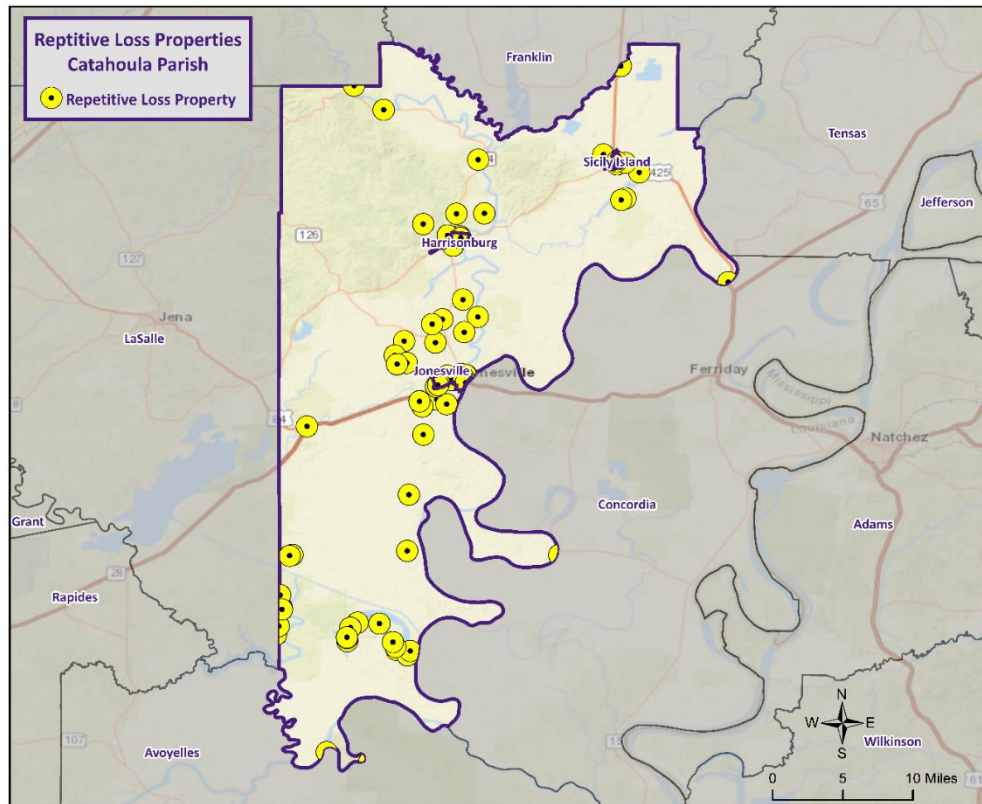 Reptitive Loss Properties
Catahoula Parish
Repetitive Loss Property
Franklin
Tensas
Sicily Island
425
65
Jefferson
126
Harrisonburg
127
Jena
LaSalle
Jonesville
Ferriday
Mississippi
Louisiana
84
Natchez
Concordia
Grant
Adams
28
Rapides
N
W E
S
107
Avoyelles
15
Wilkinson
61
0 5 10 Miles